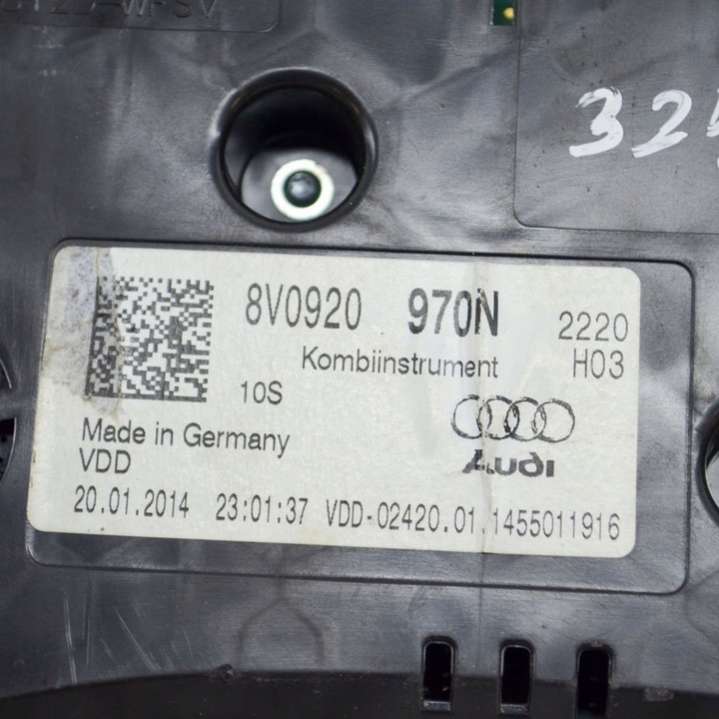 32
8V0920 970N 2220
Kombiinstrument H03
10S
Made in Germany
VDD
Audi
20.01.2014 23:01:37 VDD-02420.01.1455011916